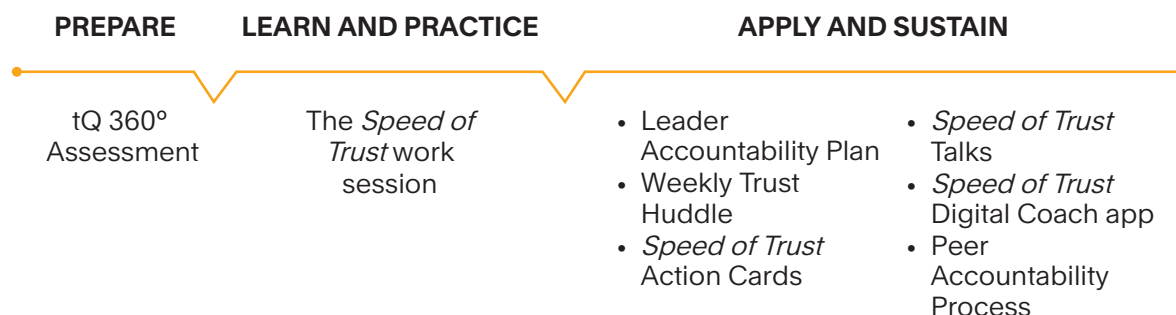 PREPARE
LEARN AND PRACTICE
APPLY AND SUSTAIN
tQ 360º
Assessment
The Speed of
Trust work
session
• Leader
Accountability Plan
• Weekly Trust
Huddle
• Speed of Trust
Action Cards
• Speed of Trust
Talks
• Speed of Trust
Digital Coach app
• Peer
Accountability
Process